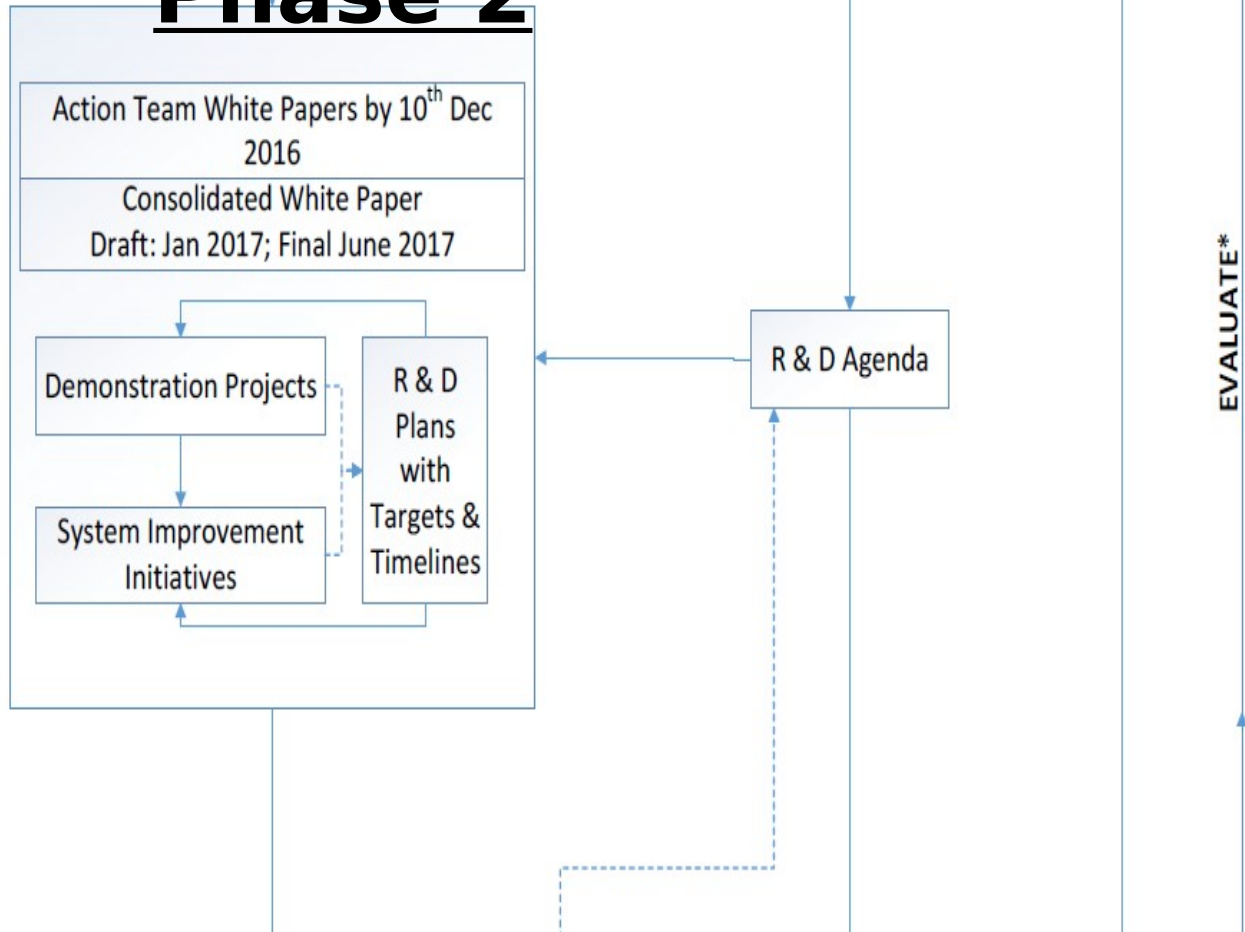 Phase 2
Action Team White Papers by 10th Dec
2016
Consolidated White Paper
Draft: Jan 2017; Final June 2017
Demonstration Projects
R & D
Plans
with
Targets &
Timelines
System Improvement
Initiatives
R & D Agenda
EVALUATE*